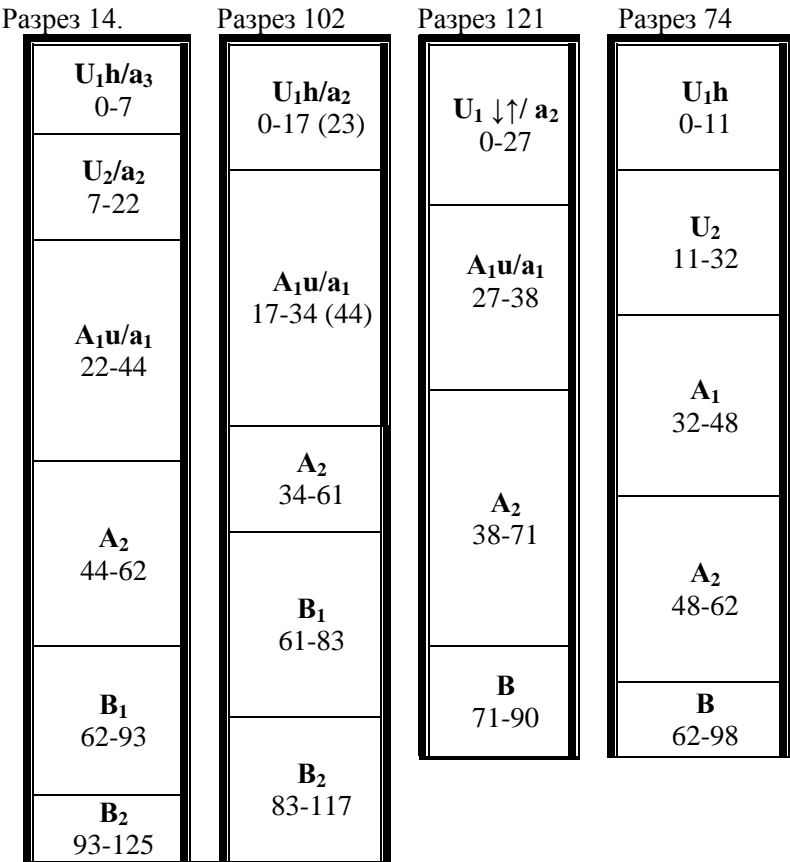 Разрез 14.
U₁h/a₃
0-7
U₂/a₂
7-22
A₁u/a₁
22-44
A₂
44-62
B₁
62-93
B₂
93-125
Разрез 102
U₁h/a₂
0-17 (23)
A₁u/a₁
17-34 (44)
A₂
34-61
B₁
61-83
B₂
83-117
Разрез 121
U₁ ↓↑/ a₂
0-27
A₁u/a₁
27-38
A₂
38-71
B
71-90
Разрез 74
U₁h
0-11
U₂
11-32
A₁
32-48
A₂
48-62
B
62-98